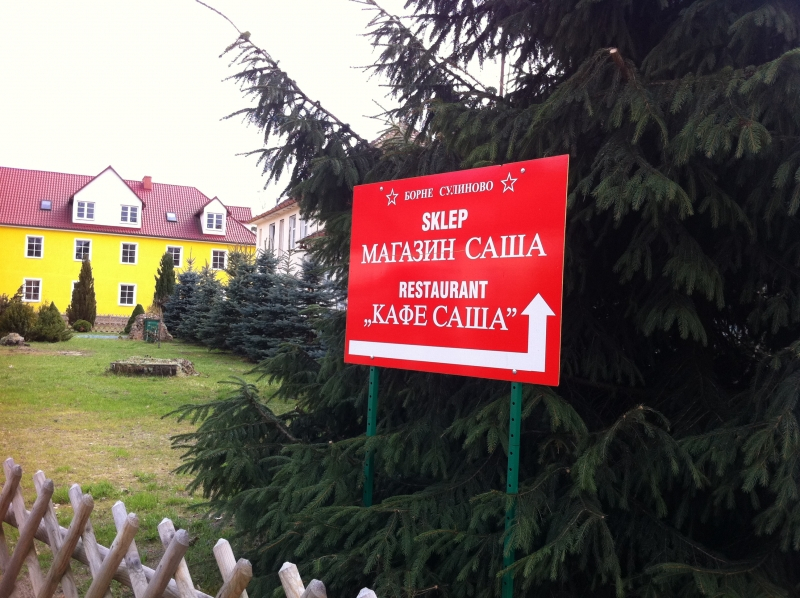 БОРНЕ СУЛИНОВО
SKLEP
МАГАЗИН САША
RESTAURANT
„КАФЕ САША”